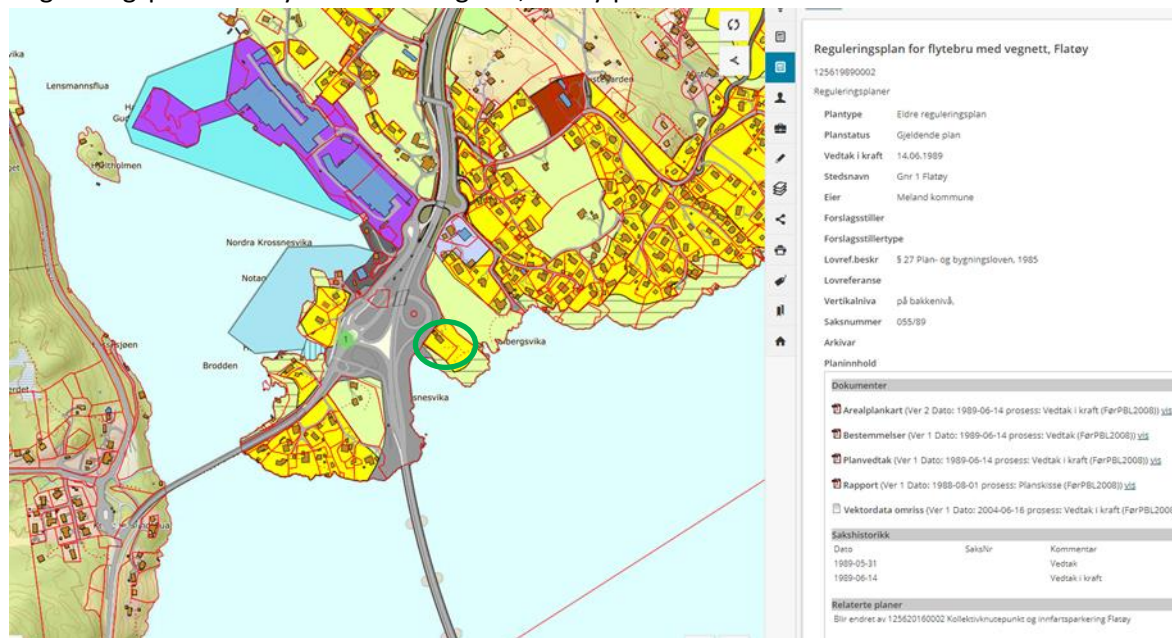 Lensmannsflua
Holtholmen
Nordra Krossnesvika
Brodden
1
Reguleringsplan for flytebru med vegnett, Flatøy
125619890002
Reguleringsplaner
Plantype Eldre reguleringsplan
Planstatus Gjeldende plan
Vedtak i kraft 14.06.1989
Stedsnavn Gnr 1 Flatøy
Eier Meland kommune
Forslagsstiller
Forslagsstillertype
Lovref.beskr § 27 Plan- og bygningsloven, 1985
Lovreferanse
Vertikalniva på bakkenivå,
Saksnummer 055/89
Arkivar
Planinnhold
Dokumenter
Arealplankart (Ver 2 Dato: 1989-06-14 prosess: Vedtak i kraft (FørPBL2008)) vis
Bestemmelser (Ver 1 Dato: 1989-06-14 prosess: Vedtak (FørPBL2008)) vis
Planvedtak (Ver 1 Dato: 1989-06-14 prosess: Vedtak i kraft (FørPBL2008)) vis
Rapport (Ver 1 Dato: 1988-08-01 prosess: Planskisse (FørPBL2008)) vis
Vektordata omriss (Ver 1 Dato: 2004-06-16 prosess: Vedtak i kraft (FørPBL2008
Sakshistorikk
Dato SaksNr Kommentar
1989-05-31 Vedtak
1989-06-14 Vedtak i kraft
Relaterte planer
Blir endret av 125620160002 Kollektivknutepunkt og innfartsparkering Flatøy